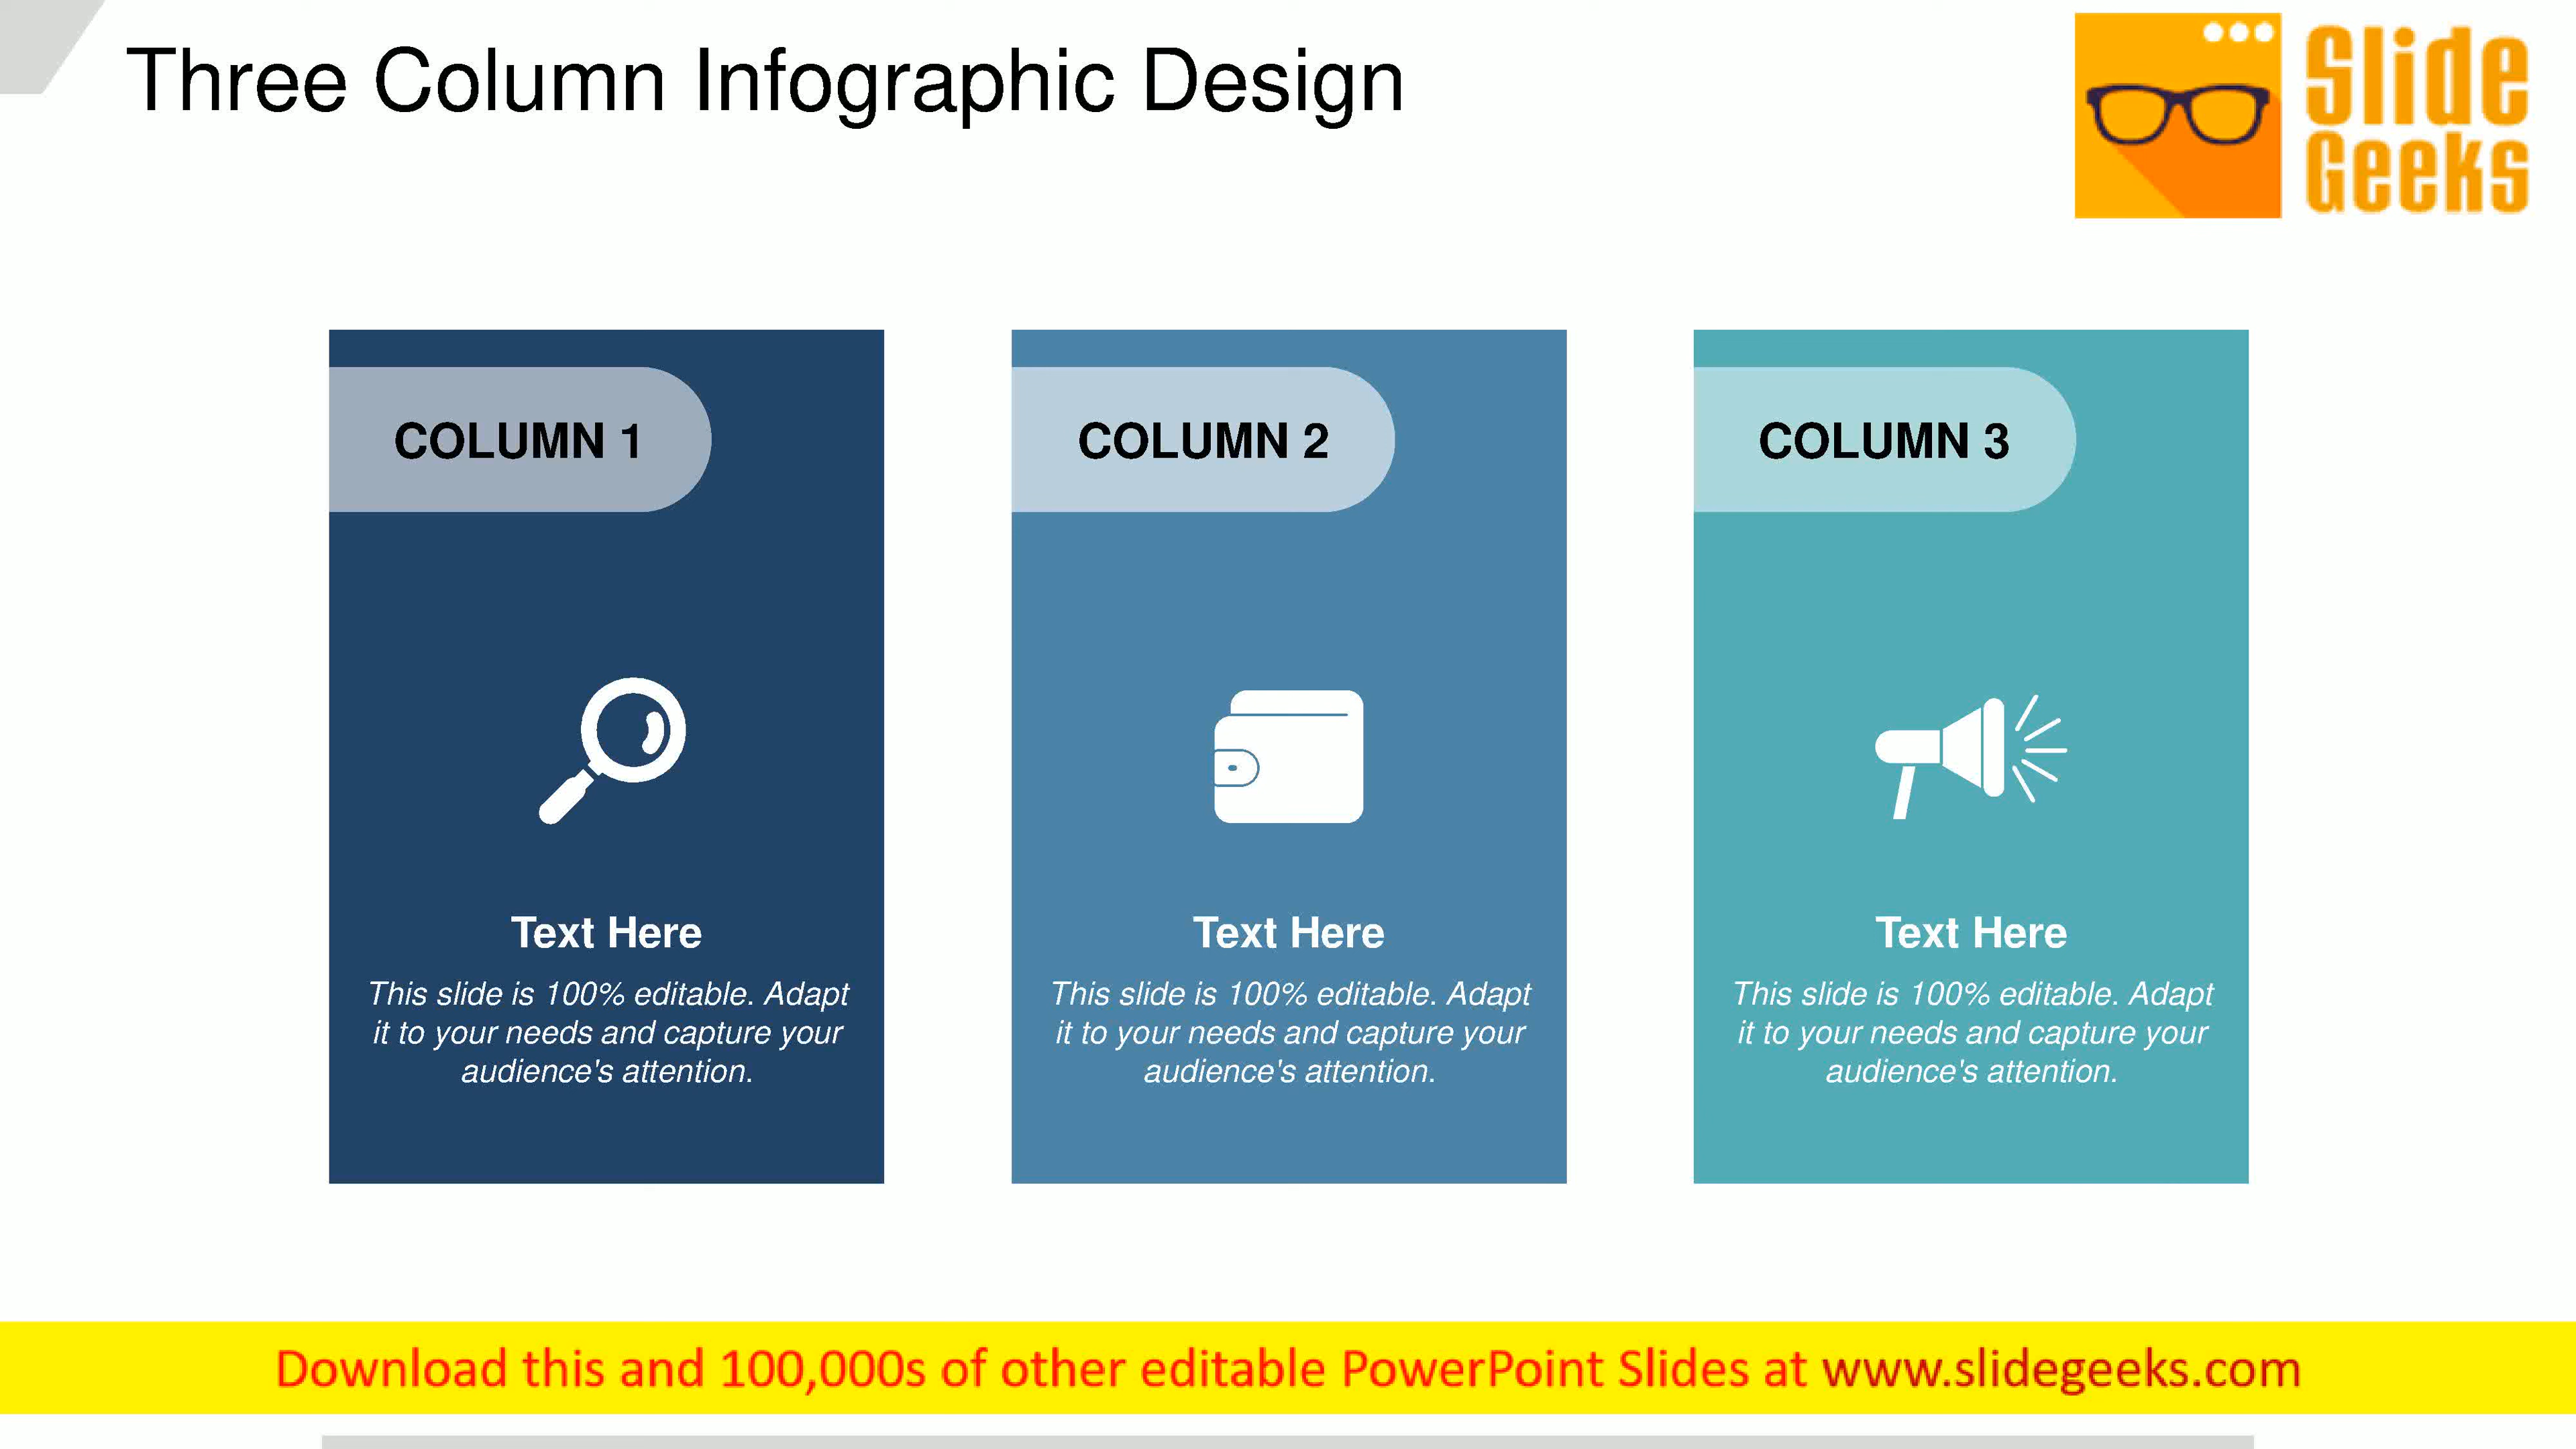 Three Column Infographic Design
Slide
Geeks
COLUMN 1
Text Here
This slide is 100% editable. Adapt
it to your needs and capture your
audience's attention.
COLUMN 2
Text Here
This slide is 100% editable. Adapt
it to your needs and capture your
audience's attention.
COLUMN 3
Text Here
This slide is 100% editable. Adapt
it to your needs and capture your
audience's attention.
Download this and 100,000s of other editable PowerPoint Slides at www.slidegeeks.com